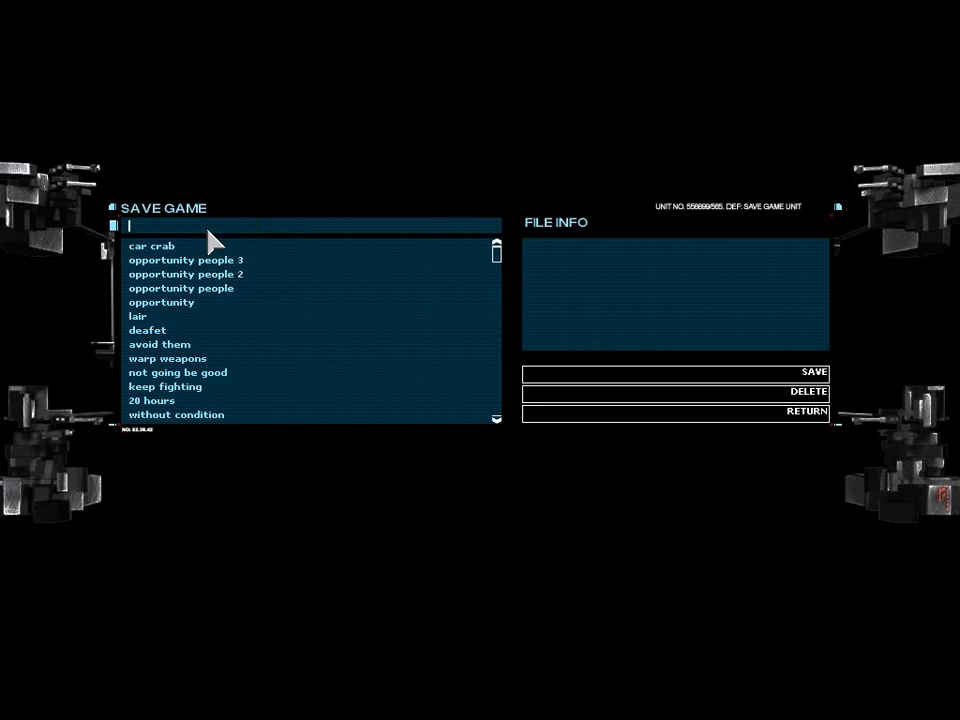 SAVE GAME
UNIT NO. 558699/565. DEF: SAVE GAME UNIT
FILE INFO
car crab
opportunity people 3
opportunity people 2
opportunity people
opportunity
lair
deafet
avoid them
warp weapons
not going be good
keep fighting
20 hours
without condition
SAVE
DELETE
RETURN